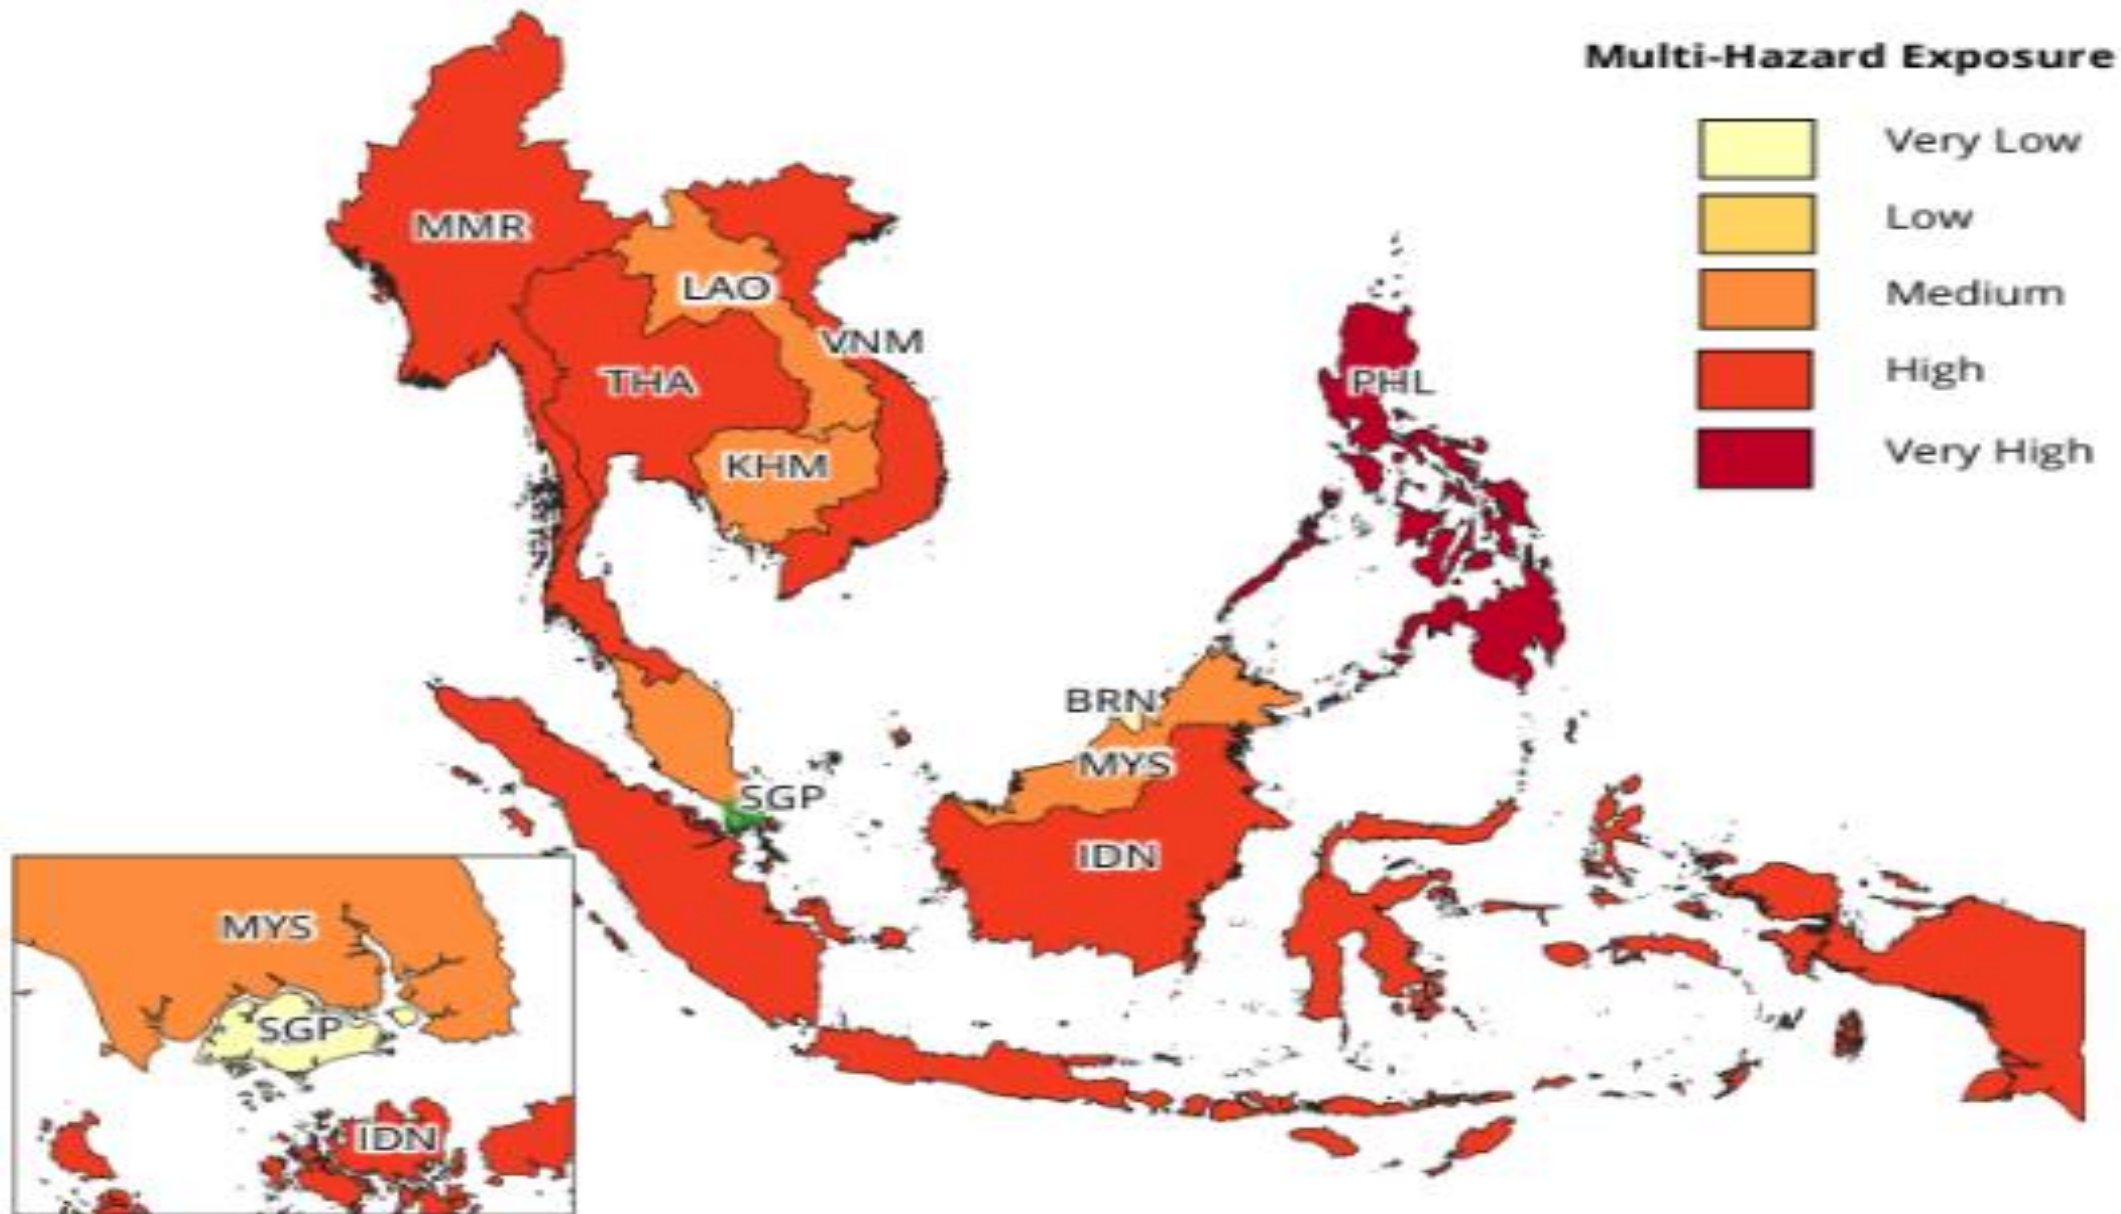 Multi-Hazard Exposure
Very Low
Low
Medium
High
Very High
MMR
LAO
VNM
THA
PHL
KHM
BRN
MYS
SGP
IDN
MYS
SGP
IDN